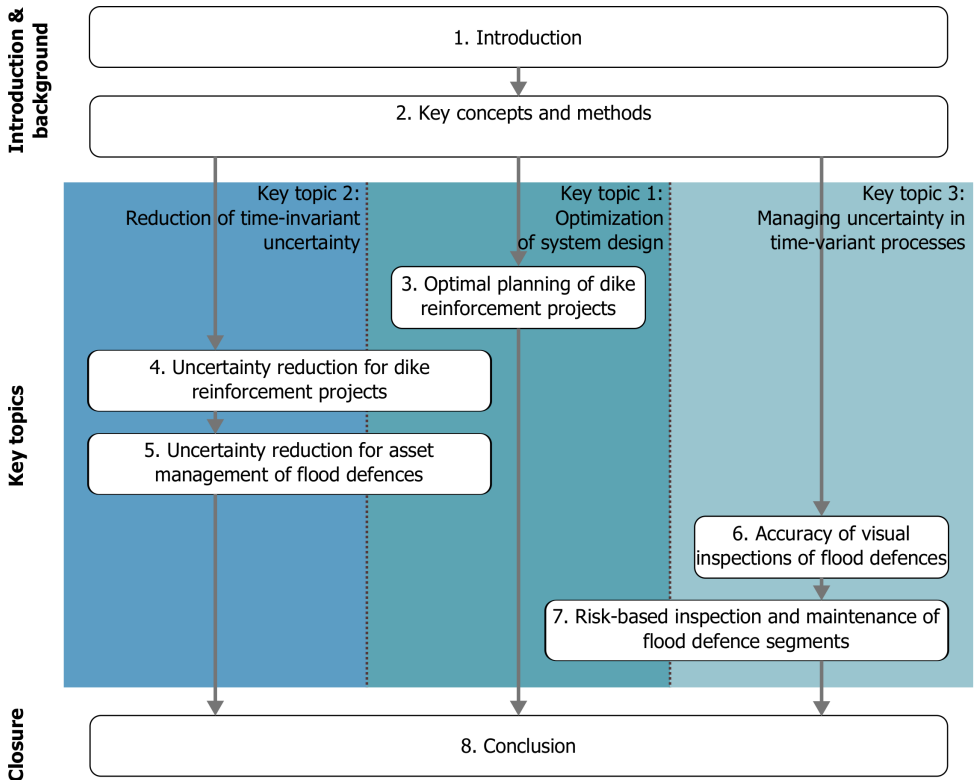 Introduction &
background
1. Introduction
2. Key concepts and methods
Key topics
Key topic 2:
Reduction of time-invariant
uncertainty
Key topic 1:
Optimization
of system design
Key topic 3:
Managing uncertainty in
time-variant processes
3. Optimal planning of dike
reinforcement projects
4. Uncertainty reduction for dike
reinforcement projects
5. Uncertainty reduction for asset
management of flood defences
6. Accuracy of visual
inspections of flood defences
7. Risk-based inspection and maintenance of
flood defence segments
Closure
8. Conclusion